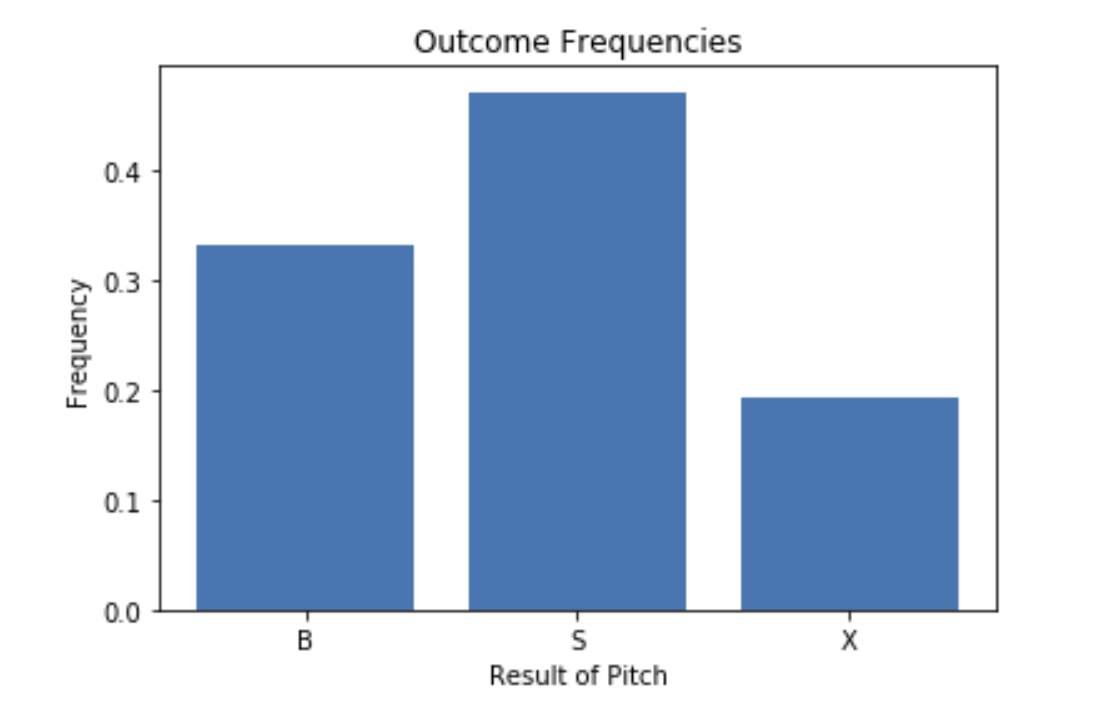 Outcome Frequencies
Frequency
0.4
0.3
0.2
0.1
0.0
B S X
Result of Pitch